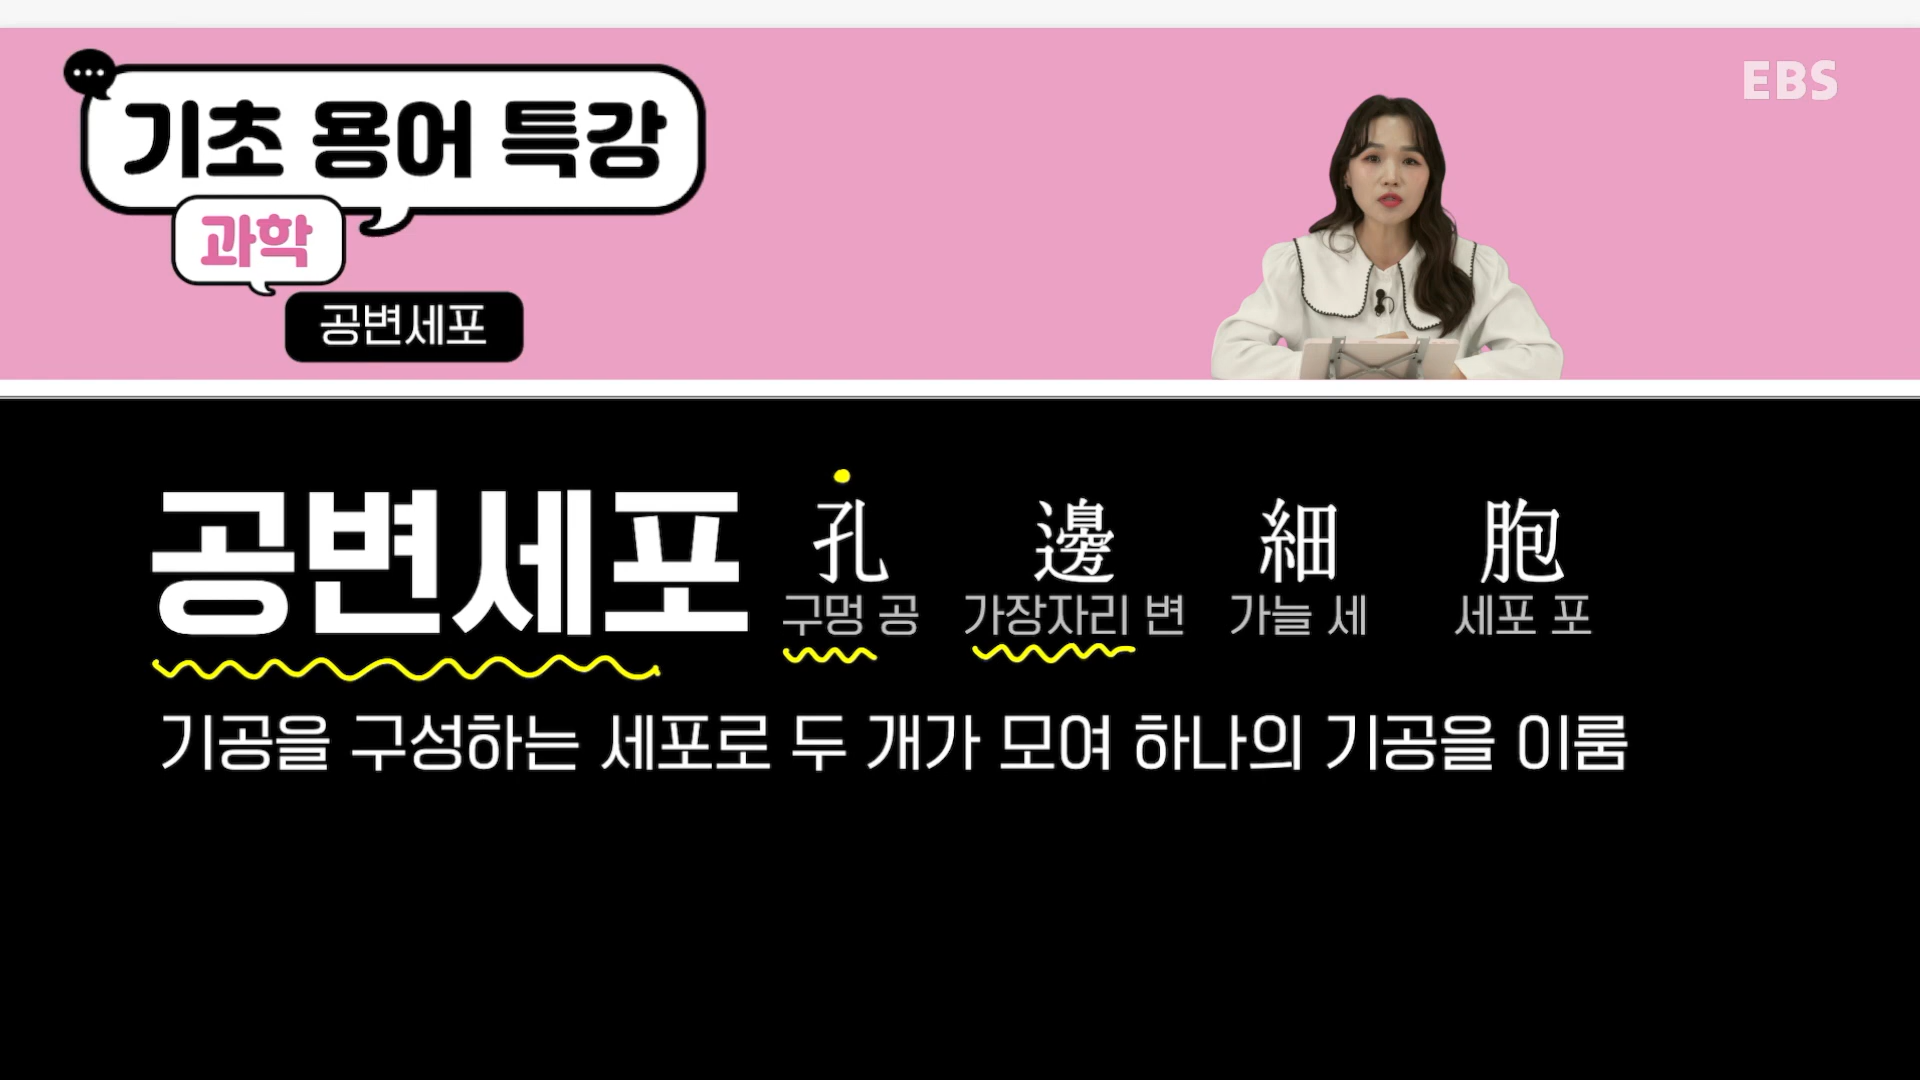 기초 용어 특강
EBS
과학
공변세포
공변세포 孔 邊 細 胞
구멍 공 가장자리 변 가늘 세 세포 포
기공을 구성하는 세포로 두 개가 모여 하나의 기공을 이룸